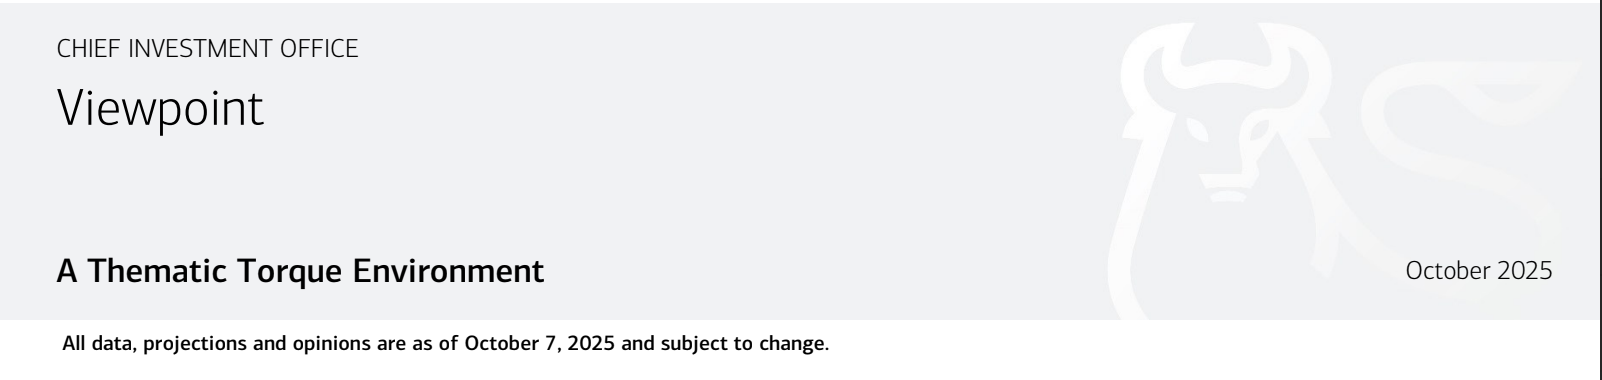 CHIEF INVESTMENT OFFICE
Viewpoint
A Thematic Torque Environment
October 2025
All data, projections and opinions are as of October 7, 2025 and subject to change.